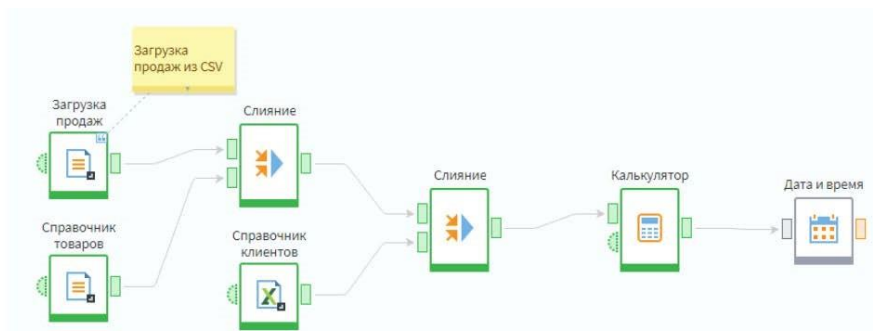 Загрузка
продаж из CSV
Загрузка
продаж
Слияние
Справочник
товаров
Справочник
клиентов
Слияние
Калькулятор
Дата и время